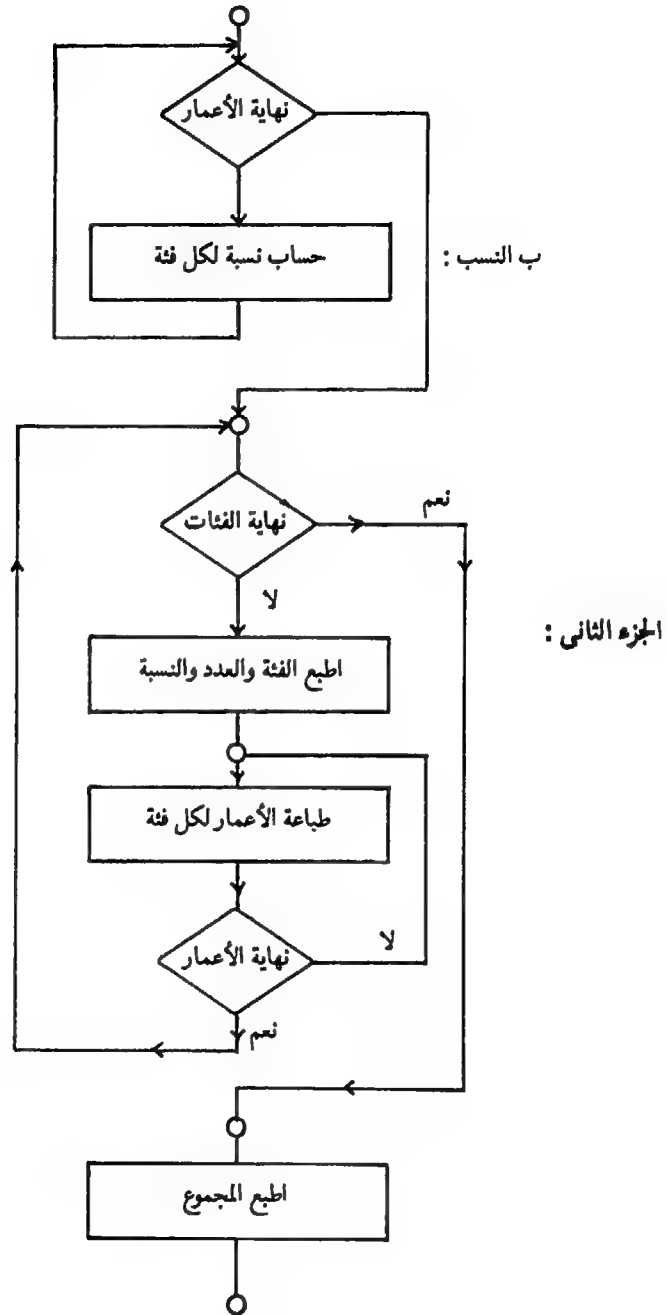 نهاية الأعمار
حساب نسبة لكل فئة
ب النسب :
نهاية الفئات
نعم
لا
الجزء الثانى :
اطبع الفئة والعدد والنسبة
طباعة الأعمار لكل فئة
نهاية الأعمار
لا
نعم
اطبع المجموع